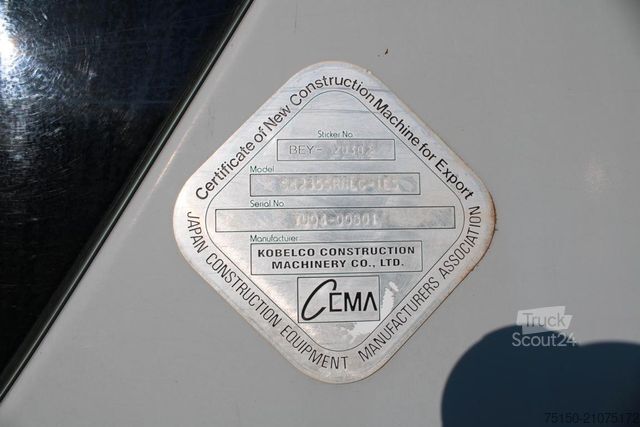 Certificate of New Construction Machine for Export
Sticker No.
BEY-
Model
Serial No.
Manufacturer
KOBELCO CONSTRUCTION
MACHINERY CO., LTD.
CEMA
JAPAN CONSTRUCTION EQUIPMENT MANUFACTURERS ASSOCIATION
Truck
Scout24
75150-21075172